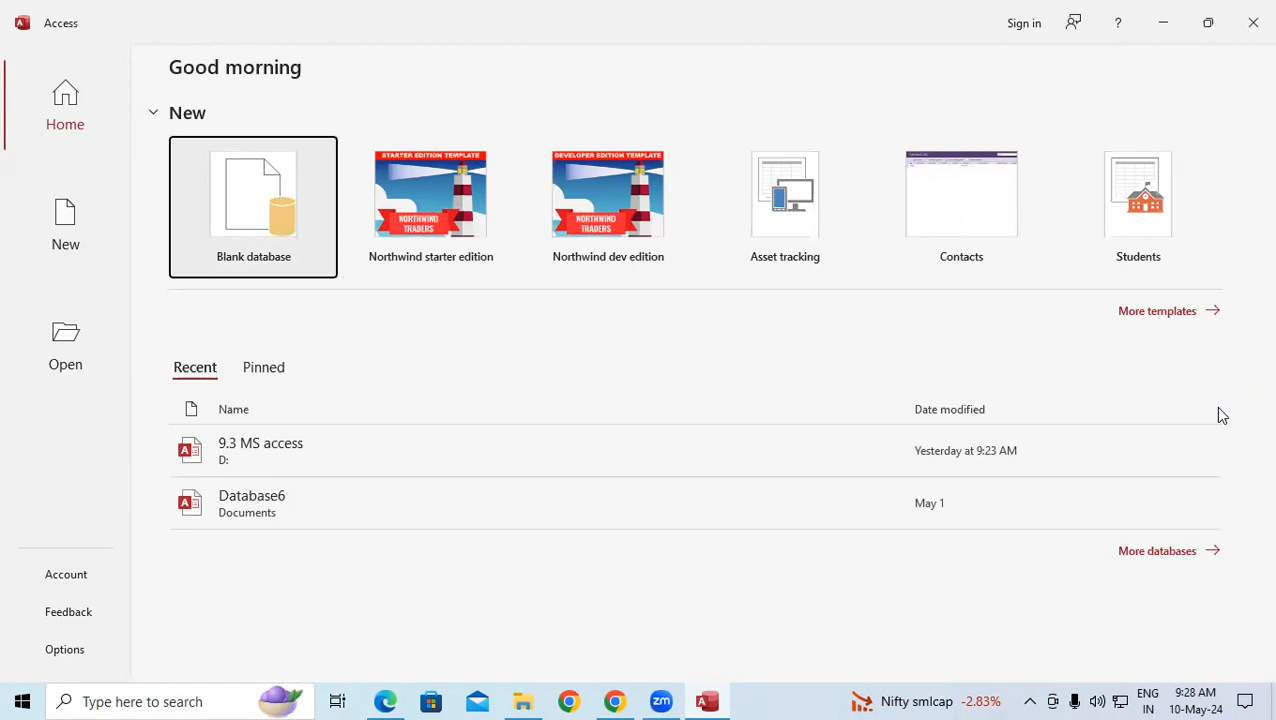 Access
Sign in
?
Good morning
Home
New
STARTER EDITION TEMPLATE
NORTHWIND
TRADERS
DEVELOPER EDITION TEMPLATE
NORTHWIND
TRADERS
Blank database
Northwind starter edition
Northwind dev edition
Asset tracking
Contacts
Students
New
More templates
Open
Recent
Pinned
Name
Date modified
9.3 MS access
D:
Yesterday at 9:23 AM
Database6
Documents
May 1
More databases
Account
Feedback
Options
Type here to search
zm
Nifty smlcap -2.83%
ENG
IN
9:28 AM
10-May-24